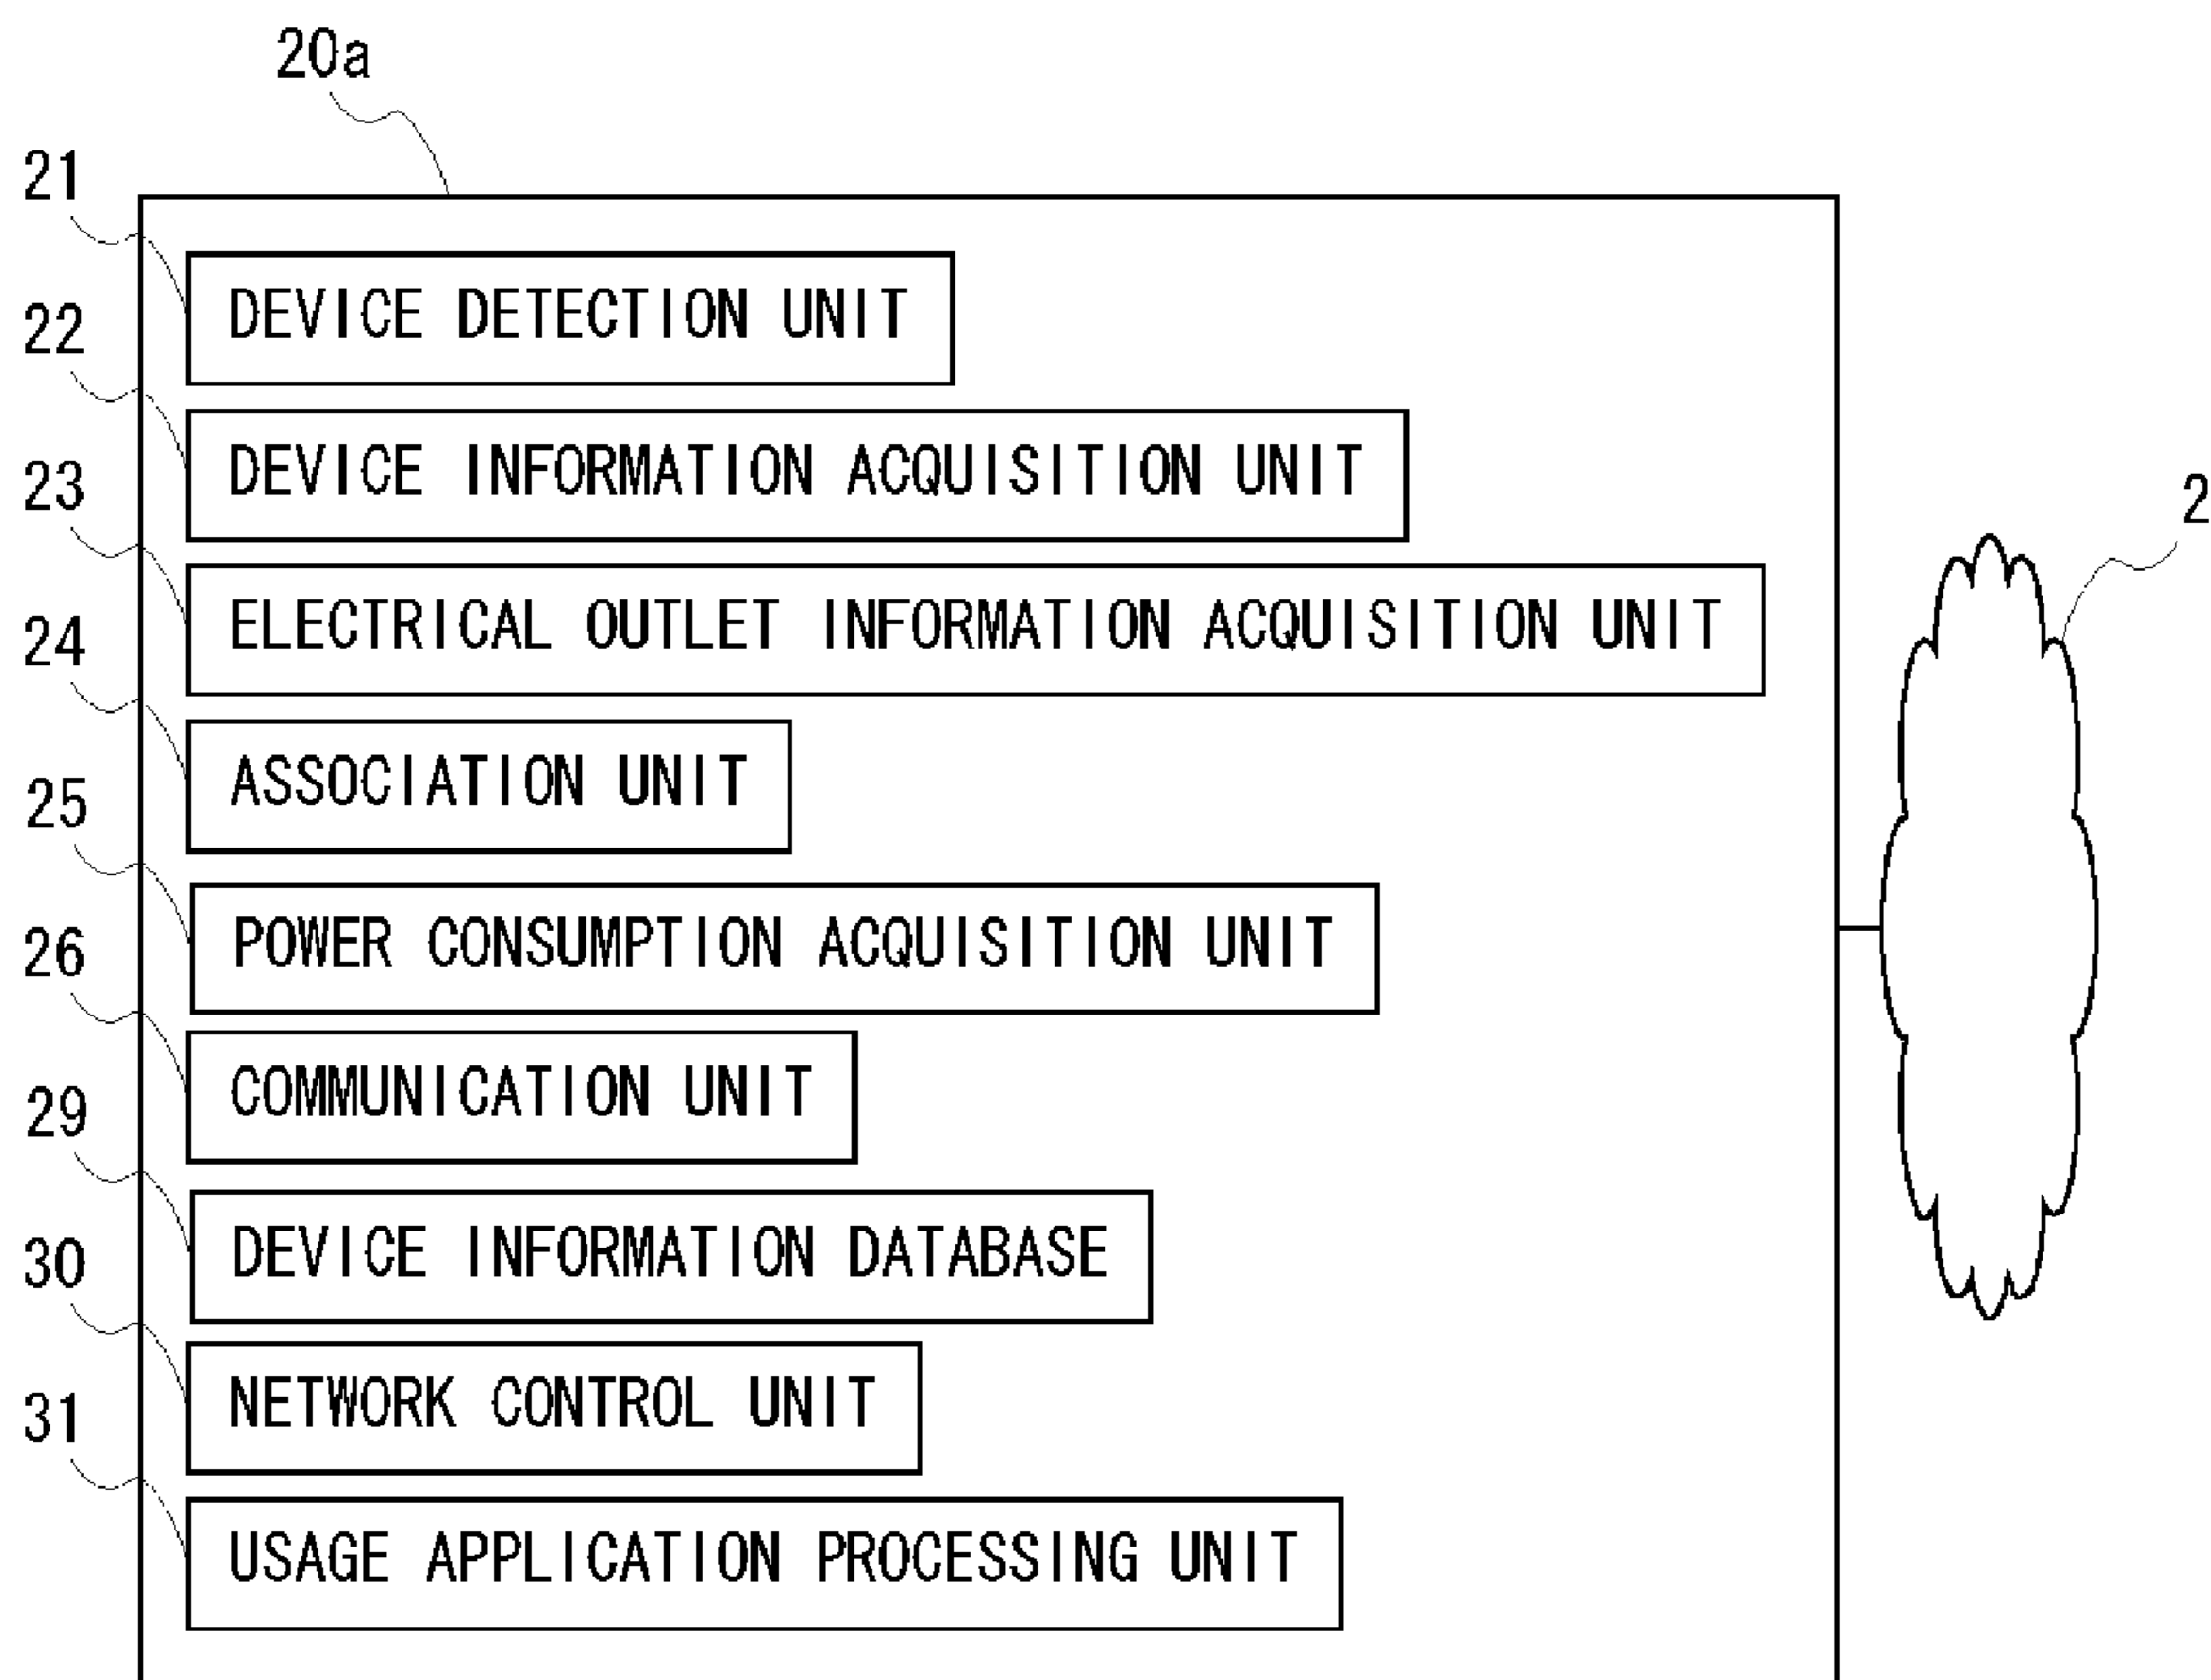 20a
21
DEVICE DETECTION UNIT
22
DEVICE INFORMATION ACQUISITION UNIT
23
2
ELECTRICAL OUTLET INFORMATION ACQUISITION UNIT
24
ASSOCIATION UNIT
25
POWER CONSUMPTION ACQUISITION UNIT
26
COMMUNICATION UNIT
29
DEVICE INFORMATION DATABASE
30
NETWORK CONTROL UNIT
31
USAGE APPLICATION PROCESSING UNIT